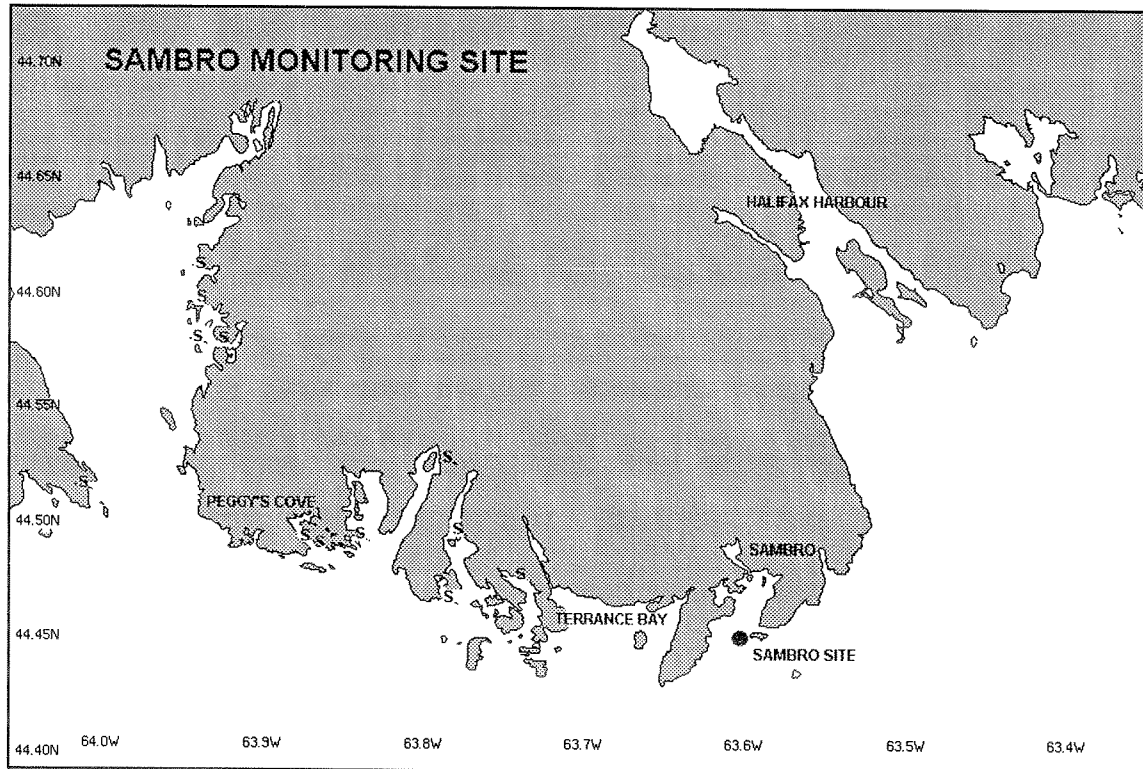 44.70N
SAMBRO MONITORING SITE
44.65N
HALIFAX HARBOUR
S
44.60N
S
S S
44.55N
S
S
PEGGY'S COVE
44.50N
S
S
S
S
SAMBRO
S
S
TERRANCE BAY
44.45N
SAMBRO SITE
44.40N
64.0W 63.9W 63.8W 63.7W 63.6W 63.5W 63.4W